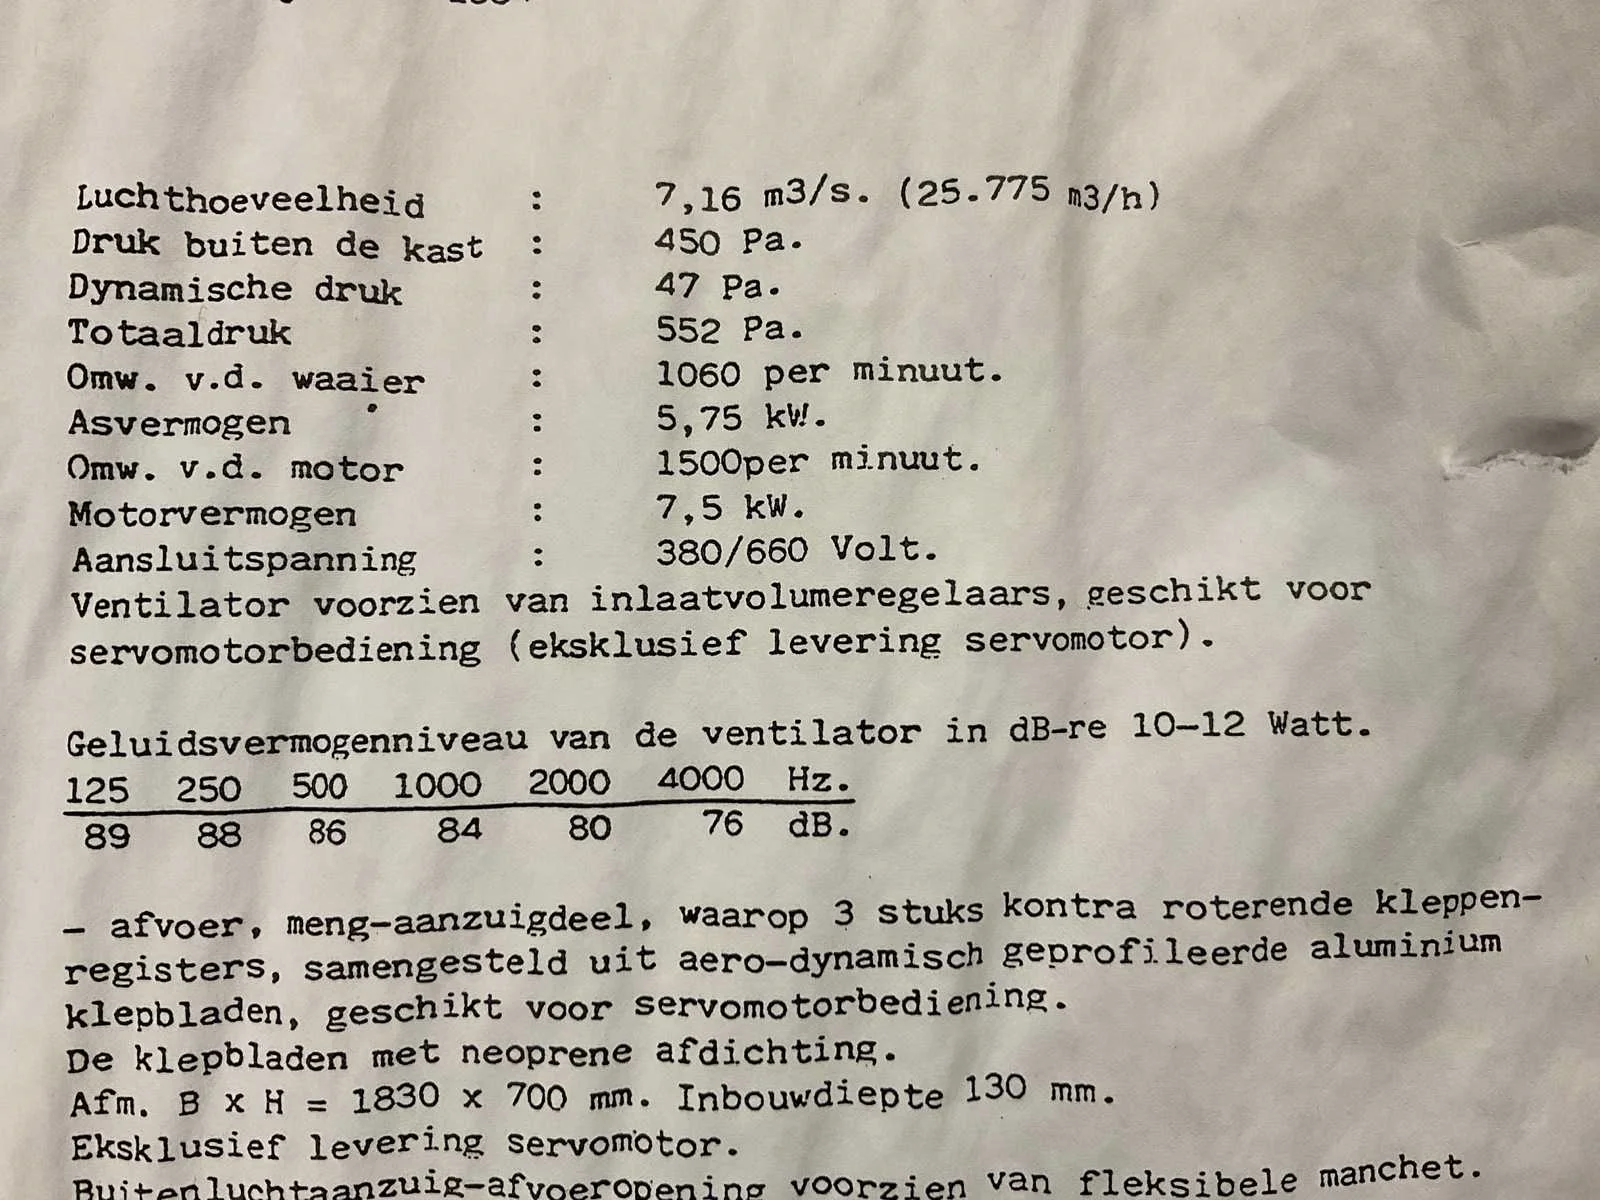 Luchthoeveelheid : 7,16 m3/s. (25.775 m3/h)
Druk buiten de kast : 450 Pa.
Dynamische druk : 47 Pa.
Totaaldruk : 552 Pa.
Omw. v.d. waaier : 1060 per minuut.
Asvermogen : 5,75 kW.
Omw. v.d. motor : 1500per minuut.
Motorvermogen : 7,5 kW.
Aansluitspanning : 380/660 Volt.
Ventilator voorzien van inlaatvolumeregelaars, geschikt voor
servomotorbediening (eksklusief levering servomotor).
Geluidsvermogenniveau van de ventilator in dB-re 10-12 Watt.
125 250 500 1000 2000 4000 Hz.
89 88 86 84 80 76 dB.
- afvoer, meng-aanzuigdeel, waarop 3 stuks kontra roterende kleppen-
registers, samengesteld uit aero-dynamisch geprofileerde aluminium
klepbladen, geschikt voor servomotorbediening.
De klepbladen met neoprene afdichting.
Afm. B x H = 1830 x 700 mm. Inbouwdiepte 130 mm.
Eksklusief levering servomotor.
Buitenluchtaanzuig-afvoeropening voorzien van fleksibele manchet.